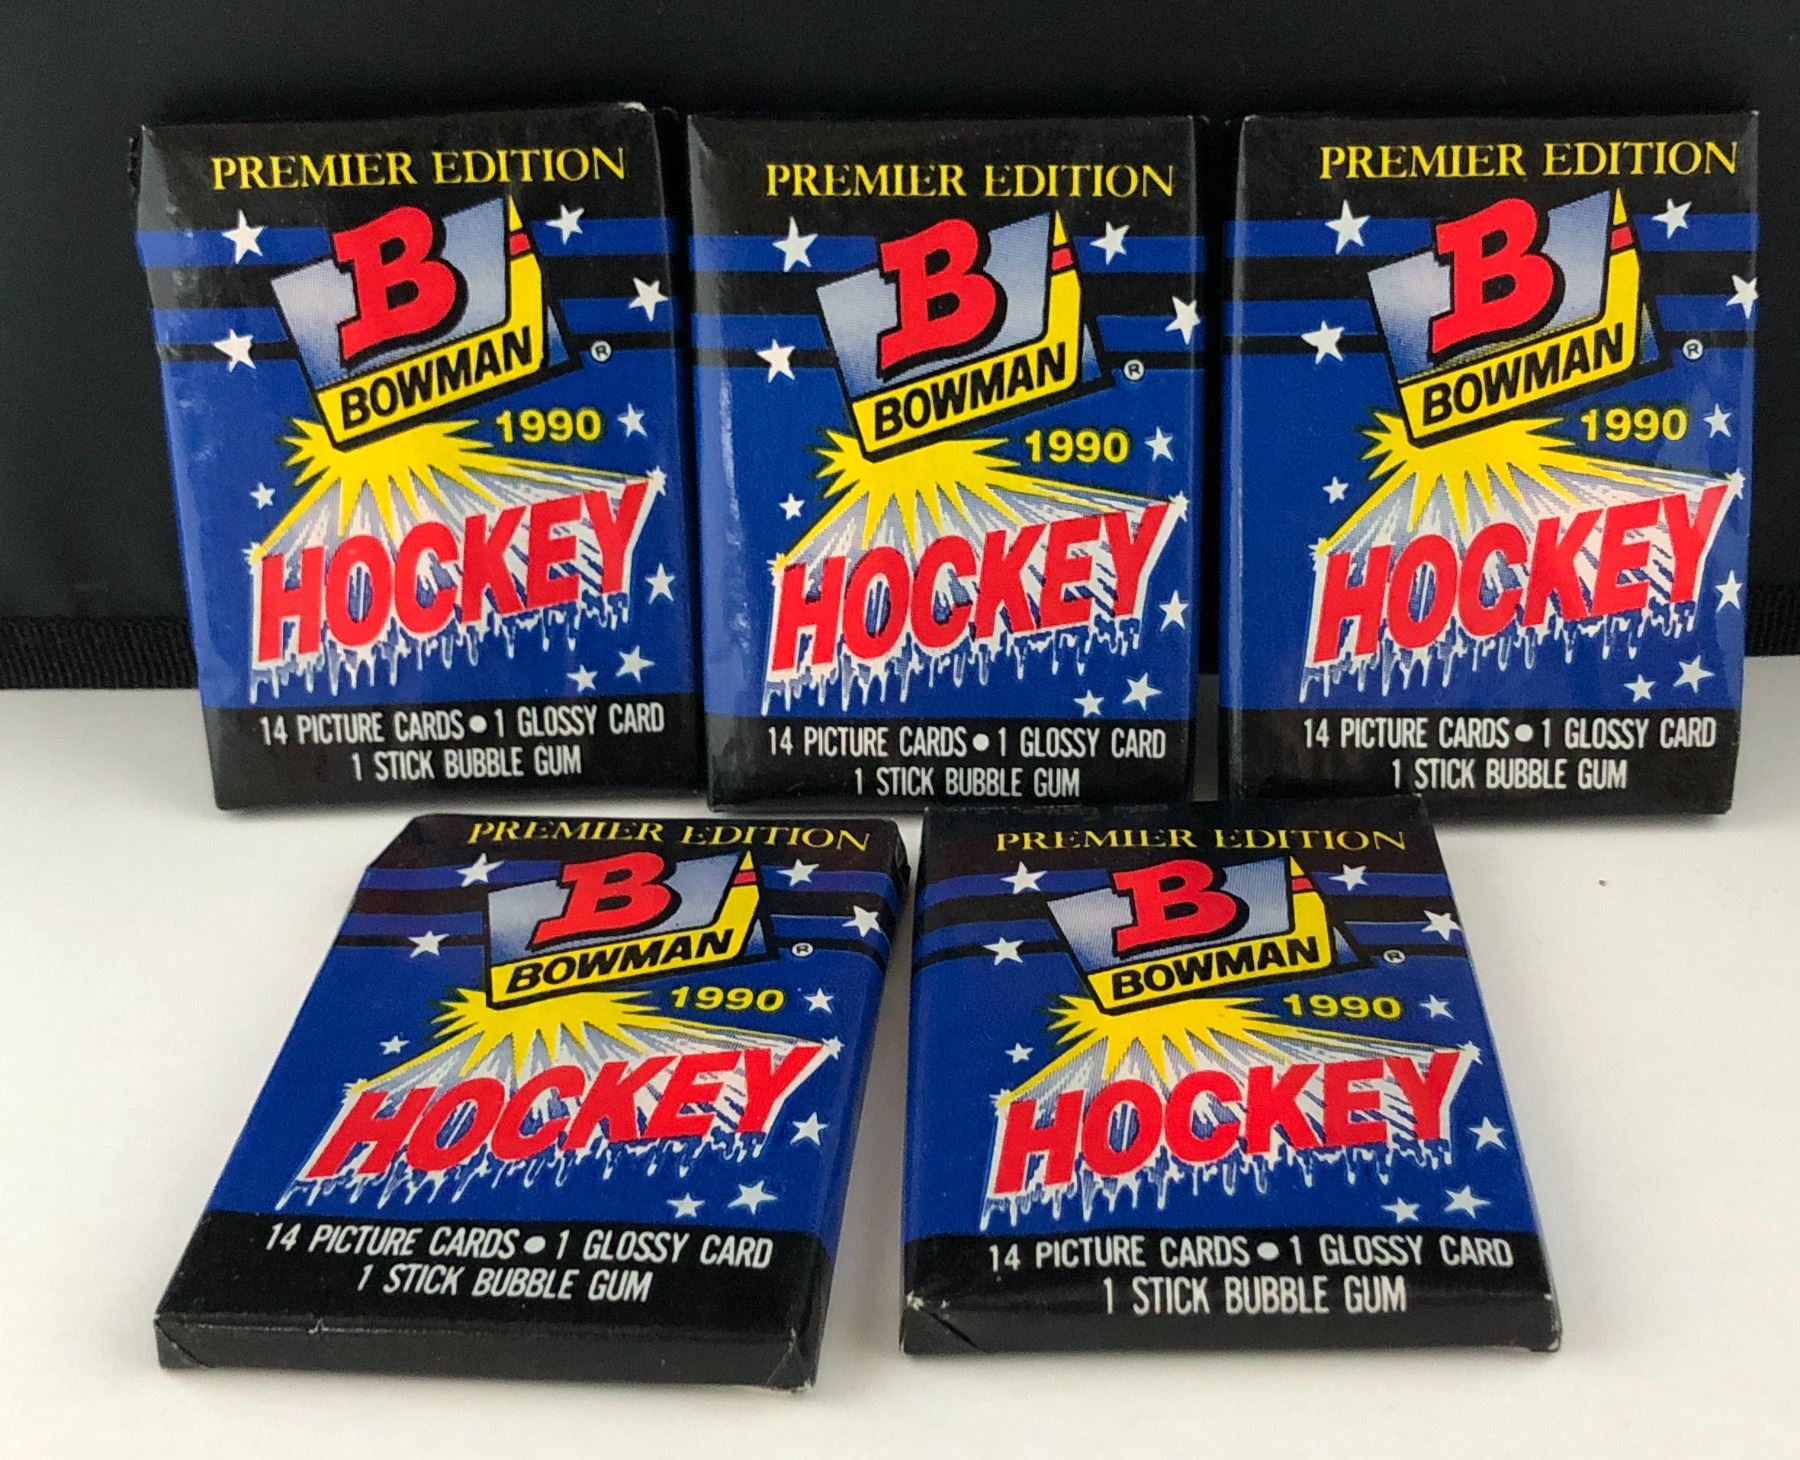 PREMIER EDITION
B
BOWMAN ®
1990
HOCKEY
14 PICTURE CARDS • 1 GLOSSY CARD
1 STICK BUBBLE GUM
PREMIER EDITION
B
BOWMAN ®
1990
HOCKEY
14 PICTURE CARDS • 1 GLOSSY CARD
1 STICK BUBBLE GUM
PREMIER EDITION
B
BOWMAN ®
1990
HOCKEY
14 PICTURE CARDS • 1 GLOSSY CARD
1 STICK BUBBLE GUM
PREMIER EDITION
B
BOWMAN ®
1990
HOCKEY
14 PICTURE CARDS • 1 GLOSSY CARD
1 STICK BUBBLE GUM
PREMIER EDITION
B
BOWMAN ®
1990
HOCKEY
14 PICTURE CARDS • 1 GLOSSY CARD
1 STICK BUBBLE GUM